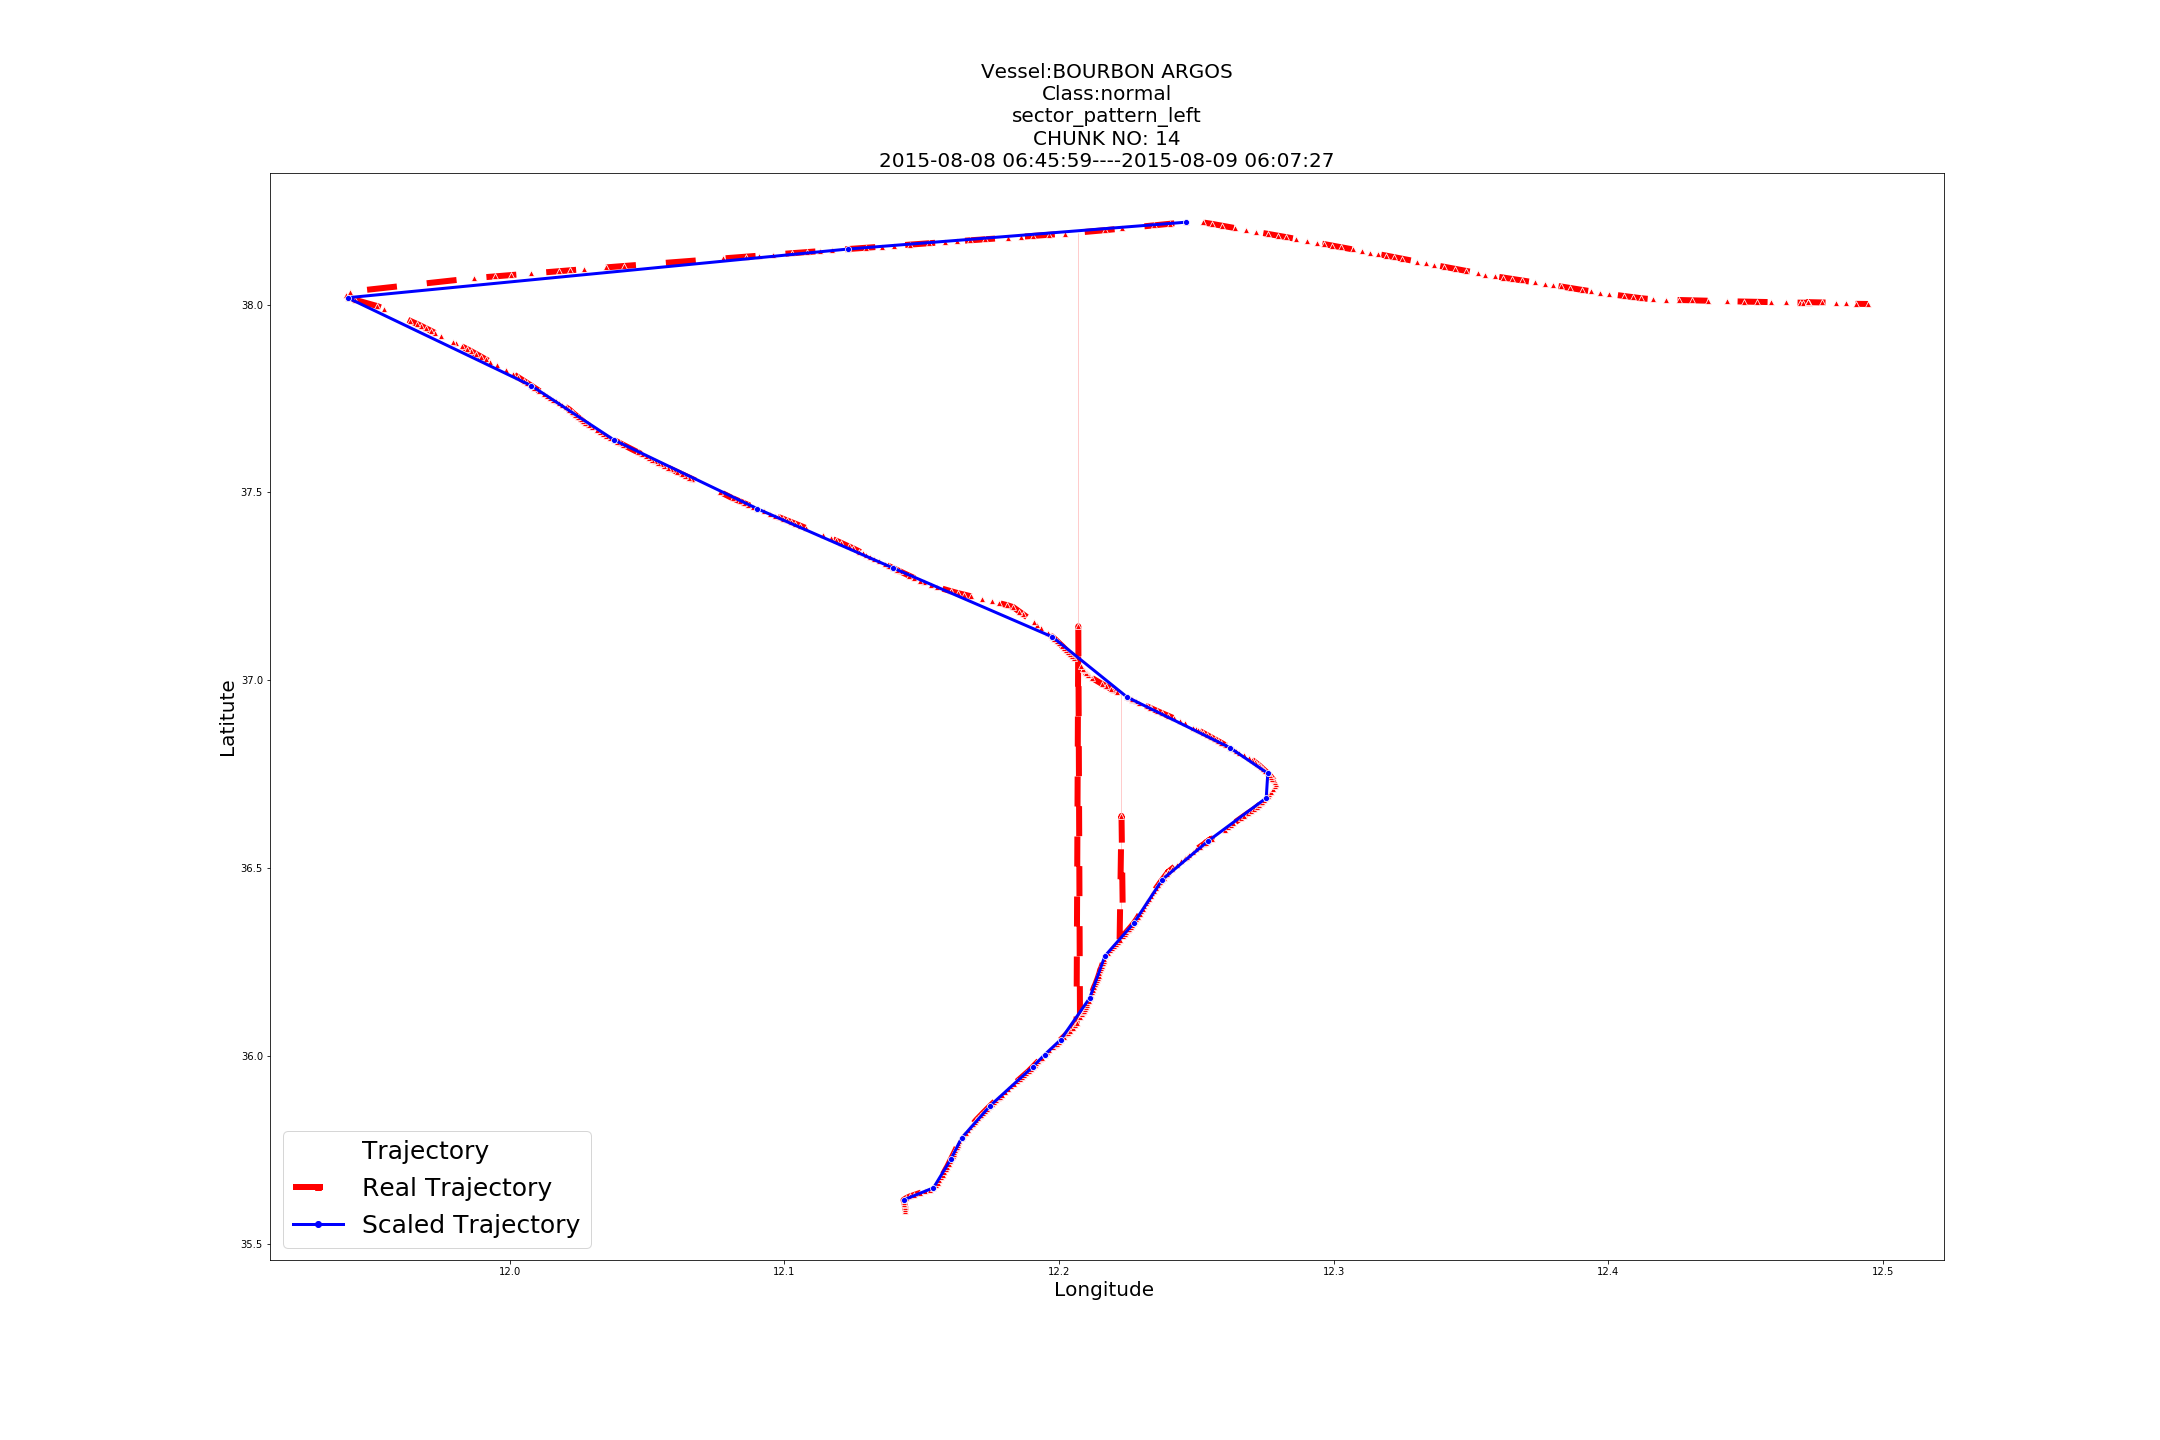 Vessel:BOURBON ARGOS
Class:normal
sector_pattern_left
CHUNK NO: 14
2015-08-08 06:45:59----2015-08-09 06:07:27
38.0
37.5
37.0
36.5
36.0
35.5
Latitute
Trajectory
Real Trajectory
Scaled Trajectory
12.0 12.1 12.2 12.3 12.4 12.5
Longitude